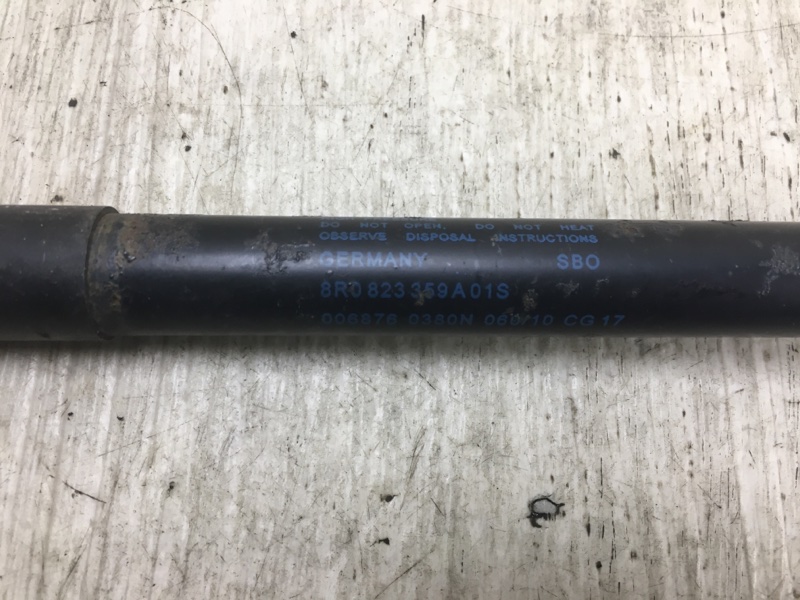 DO NOT OPEN, DO NOT HEAT
OBSERVE DISPOSAL INSTRUCTIONS
GERMANY SBO
8R0 823 359 A 01S
006876 0380N 060/10 CG 17